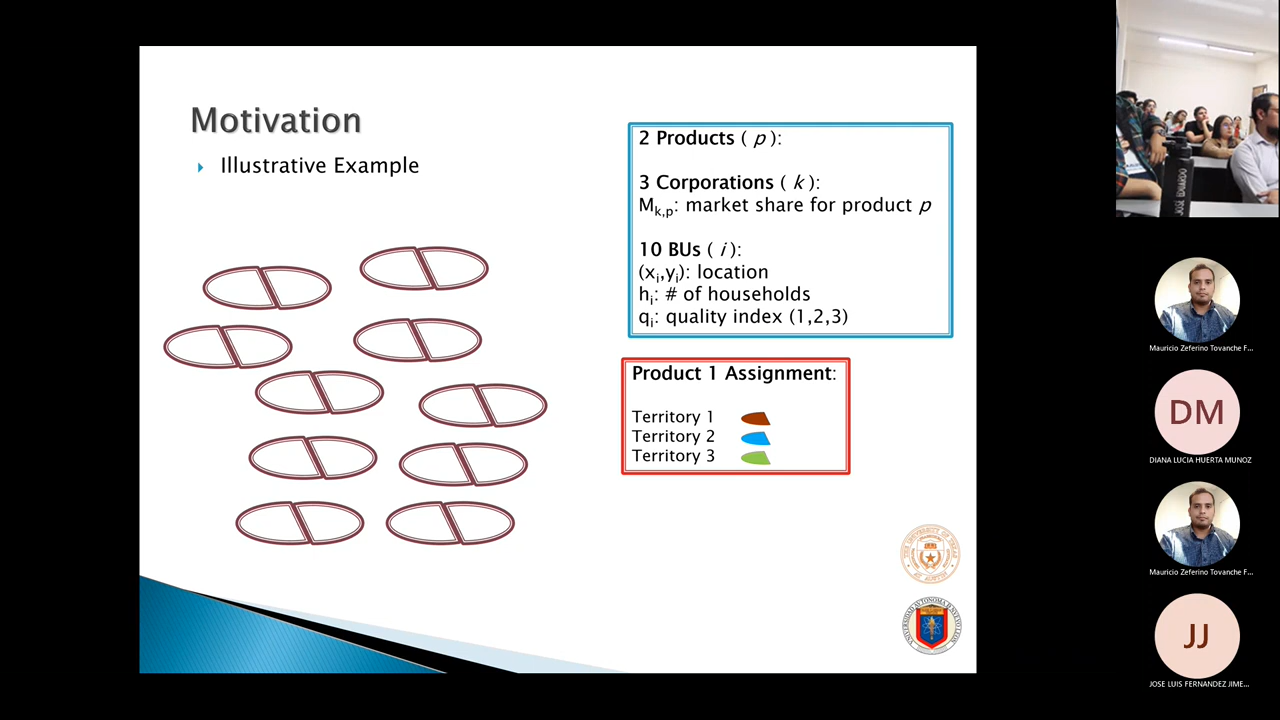 Motivation
Illustrative Example
2 Products ( p ):
3 Corporations ( k ):
Mk,p: market share for product p
10 BUs ( i ):
(xi,yi): location
hi: # of households
qi: quality index (1,2,3)
Product 1 Assignment:
Territory 1
Territory 2
Territory 3
JOSÉ EDUARDO
Mauricio Zeferino Tovanche F...
DM
DIANA LUCIA HUERTA MUNOZ
Mauricio Zeferino Tovanche F...
JJ
JOSE LUIS FERNANDEZ JIME...